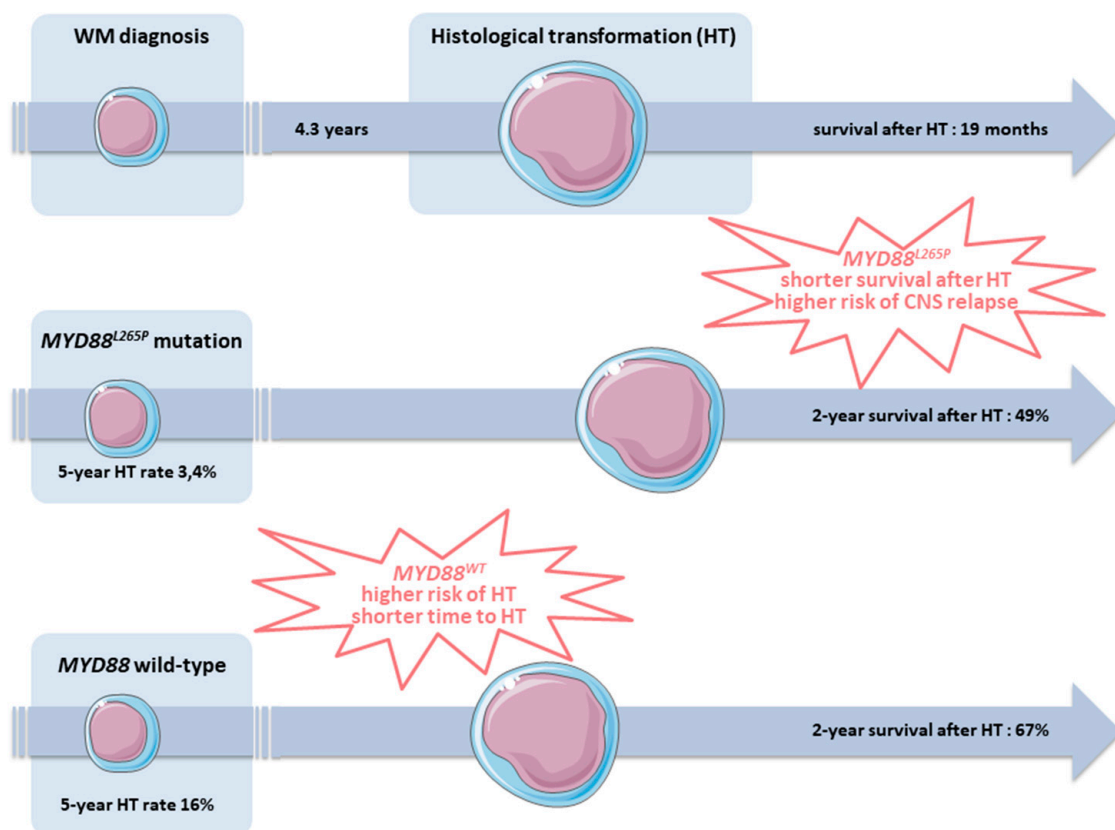 WM diagnosis
Histological transformation (HT)
4.3 years
survival after HT : 19 months
MYD88L265P
shorter survival after HT
higher risk of CNS relapse
MYD88L265P mutation
2-year survival after HT : 49%
5-year HT rate 3,4%
MYD88WT
higher risk of HT
shorter time to HT
MYD88 wild-type
2-year survival after HT : 67%
5-year HT rate 16%